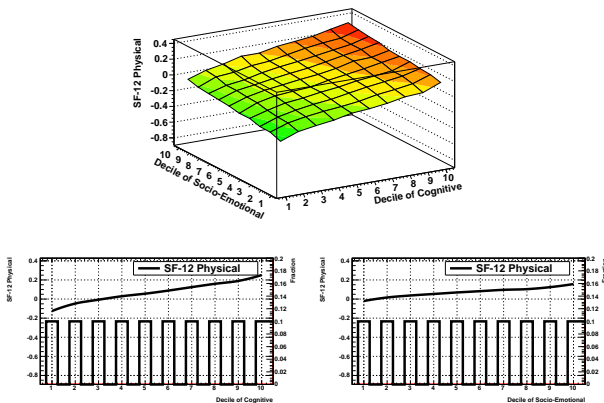 SF-12 Physical
0.4
0.2
0
-0.2
-0.4
-0.6
-0.8
10 9 8 7 6 5 4 3 2 1
Decile of Socio-Emotional
1 2 3 4 5 6 7 8 9 10
Decile of Cognitive
SF-12 Physical
0.4
0.2
0
-0.2
-0.4
-0.6
-0.8
SF-12 Physical
Fraction
0.2
0.18
0.16
0.14
0.12
0.1
0.08
0.06
0.04
0.02
0
1 2 3 4 5 6 7 8 9 10
Decile of Cognitive
SF-12 Physical
0.4
0.2
0
-0.2
-0.4
-0.6
-0.8
SF-12 Physical
Fraction
0.2
0.18
0.16
0.14
0.12
0.1
0.08
0.06
0.04
0.02
0
1 2 3 4 5 6 7 8 9 10
Decile of Socio-Emotional